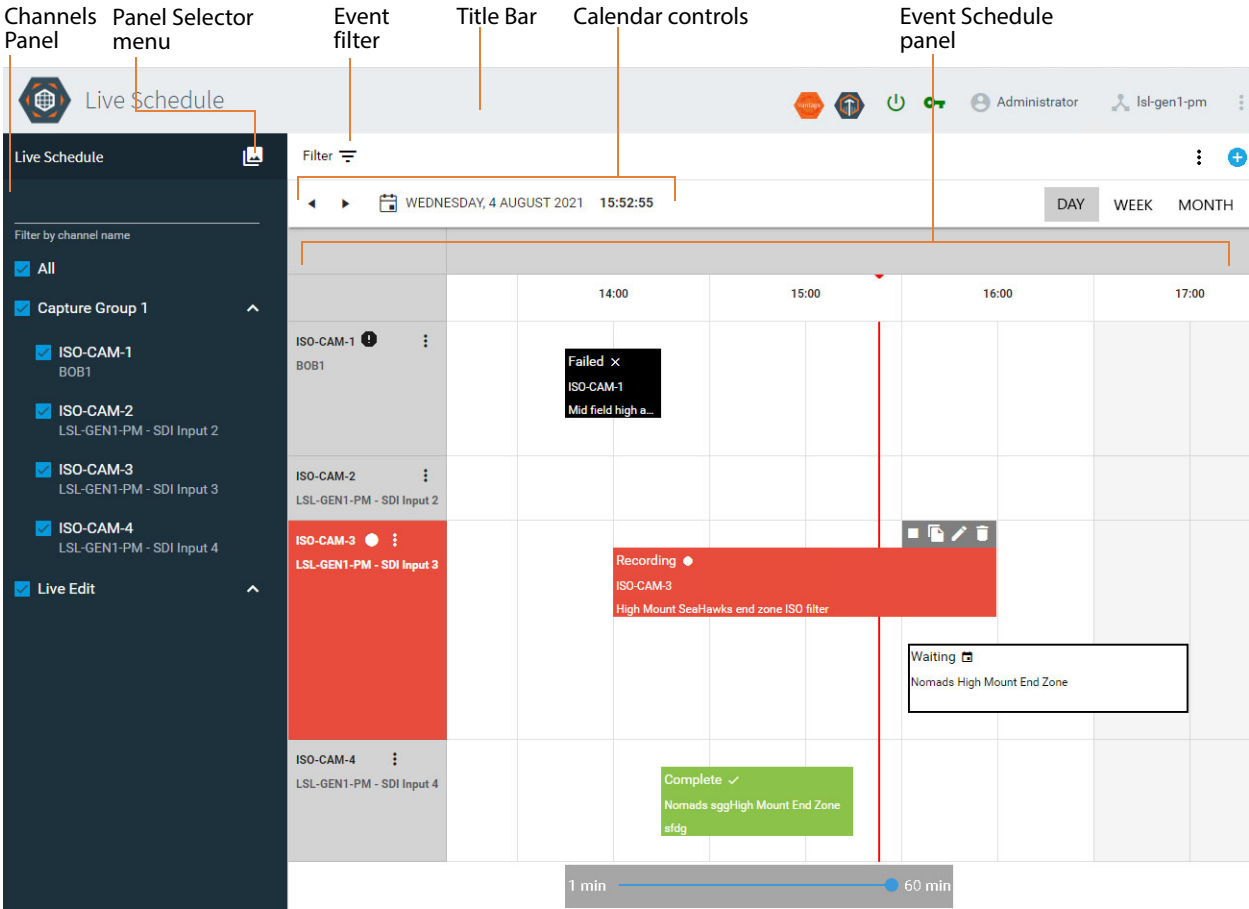 Channels Panel
Panel Selector menu
Event filter
Title Bar
Calendar controls
Event Schedule panel
Live Schedule
vantage
Administrator
lsl-gen1-pm
Live Schedule
Filter
WEDNESDAY, 4 AUGUST 2021 15:52:55
DAY WEEK MONTH
Filter by channel name
All
Capture Group 1
ISO-CAM-1
BOB1
ISO-CAM-2
LSL-GEN1-PM - SDI Input 2
ISO-CAM-3
LSL-GEN1-PM - SDI Input 3
ISO-CAM-4
LSL-GEN1-PM - SDI Input 4
Live Edit
14:00 15:00 16:00 17:00
ISO-CAM-1
BOB1
Failed
ISO-CAM-1
Mid field high a...
ISO-CAM-2
LSL-GEN1-PM - SDI Input 2
ISO-CAM-3
LSL-GEN1-PM - SDI Input 3
Recording
ISO-CAM-3
High Mount SeaHawks end zone ISO filter
Waiting
Nomads High Mount End Zone
ISO-CAM-4
LSL-GEN1-PM - SDI Input 4
Complete
Nomads sggHigh Mount End Zone
sfdg
1 min 60 min